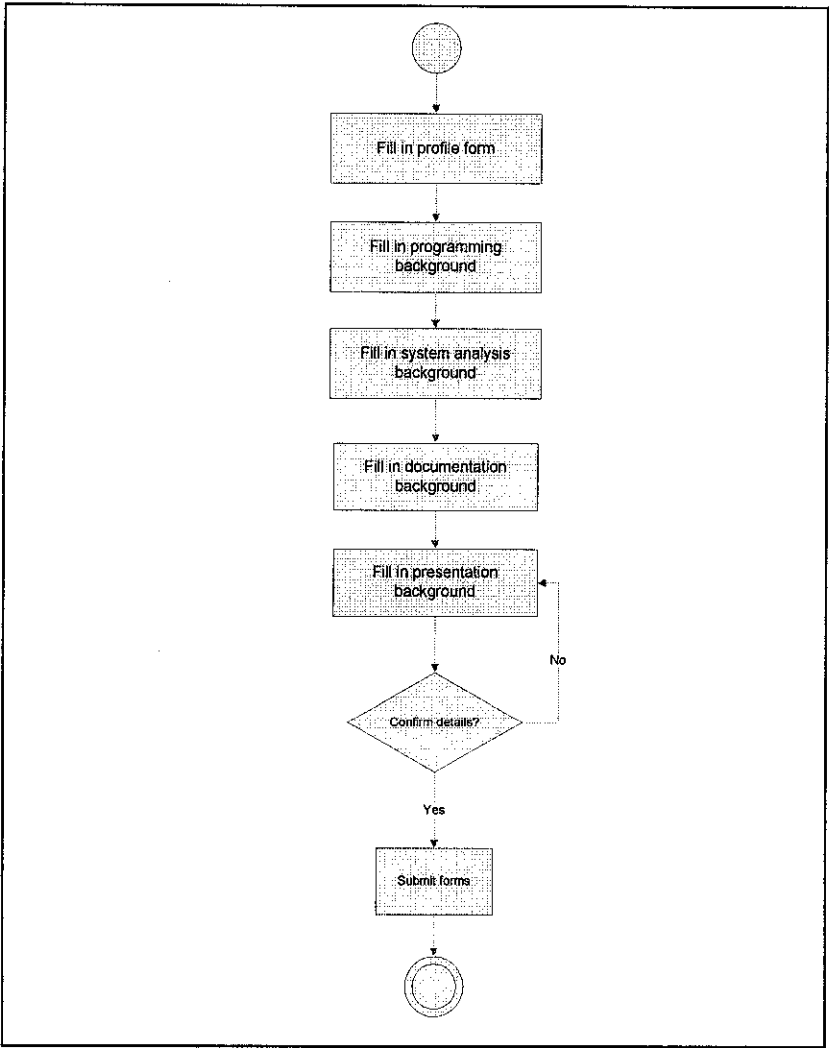 Fill in profile form
Fill in programming
background
Fill in system analysis
background
Fill in documentation
background
Fill in presentation
background
No
Confirm details?
Yes
Submit forms